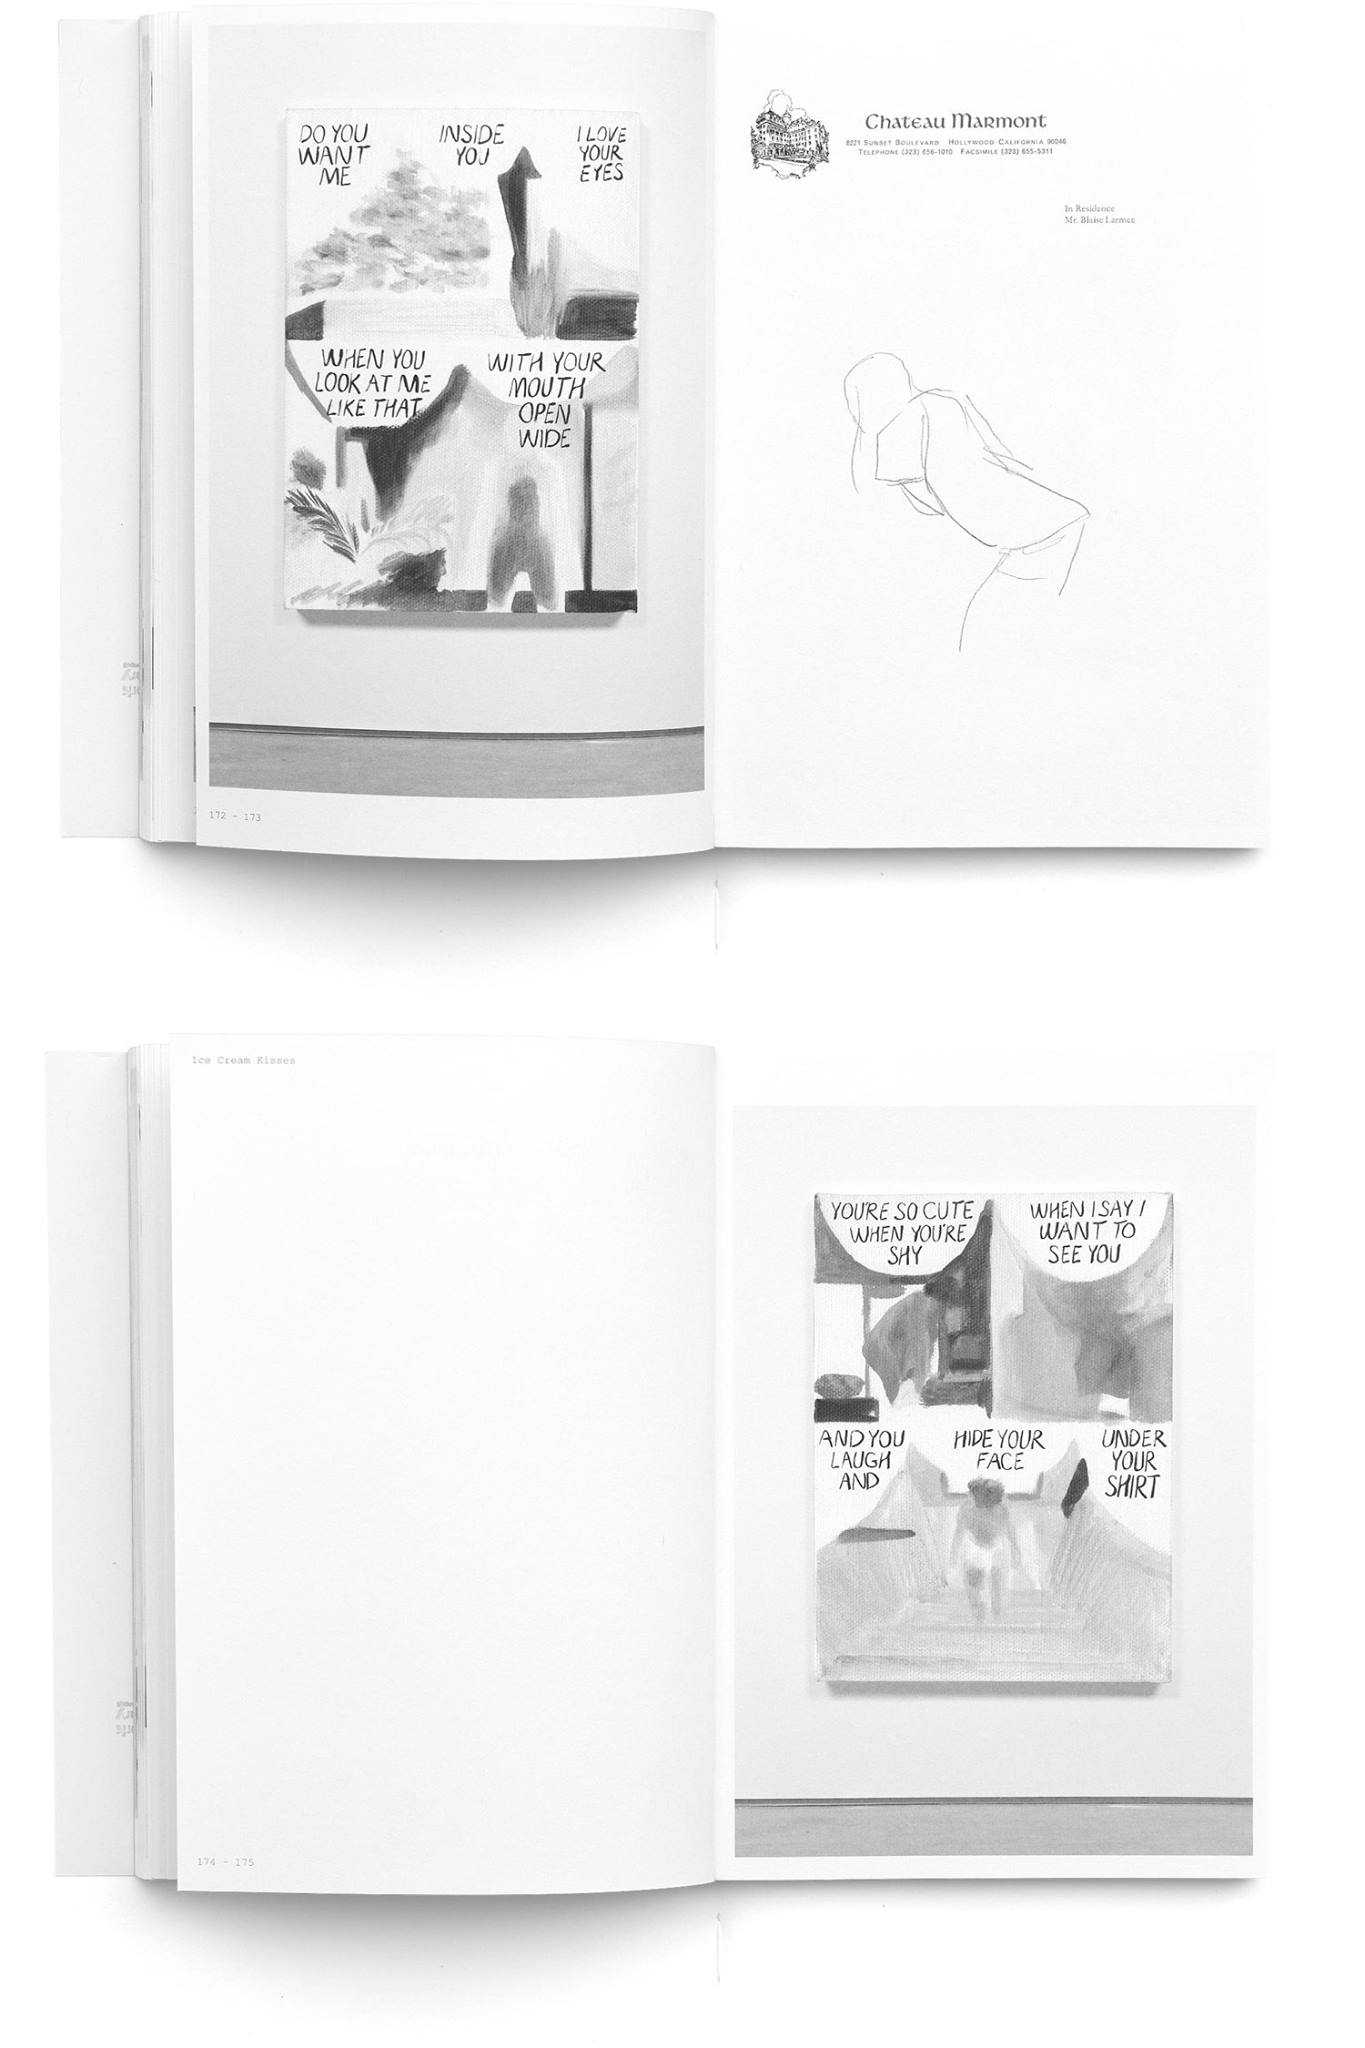 DO YOU
WANT
ME
INSIDE
YOU
I LOVE
YOUR
EYES
WHEN YOU
LOOK AT ME
LIKE THAT
WITH YOUR
MOUTH
OPEN
WIDE
172 - 173
Chateau Marmont
8221 Sunset Boulevard Hollywood California 90046
Telephone (323) 656-1010 Facsimile (323) 655-5311
In Residence
Mr. Blaise Larmee
Ice Cream Kisses
174 - 175
YOU'RE SO CUTE
WHEN YOU'RE
SHY
WHEN I SAY I
WANT TO
SEE YOU
AND YOU
LAUGH
AND
HIDE YOUR
FACE
UNDER
YOUR
SHIRT